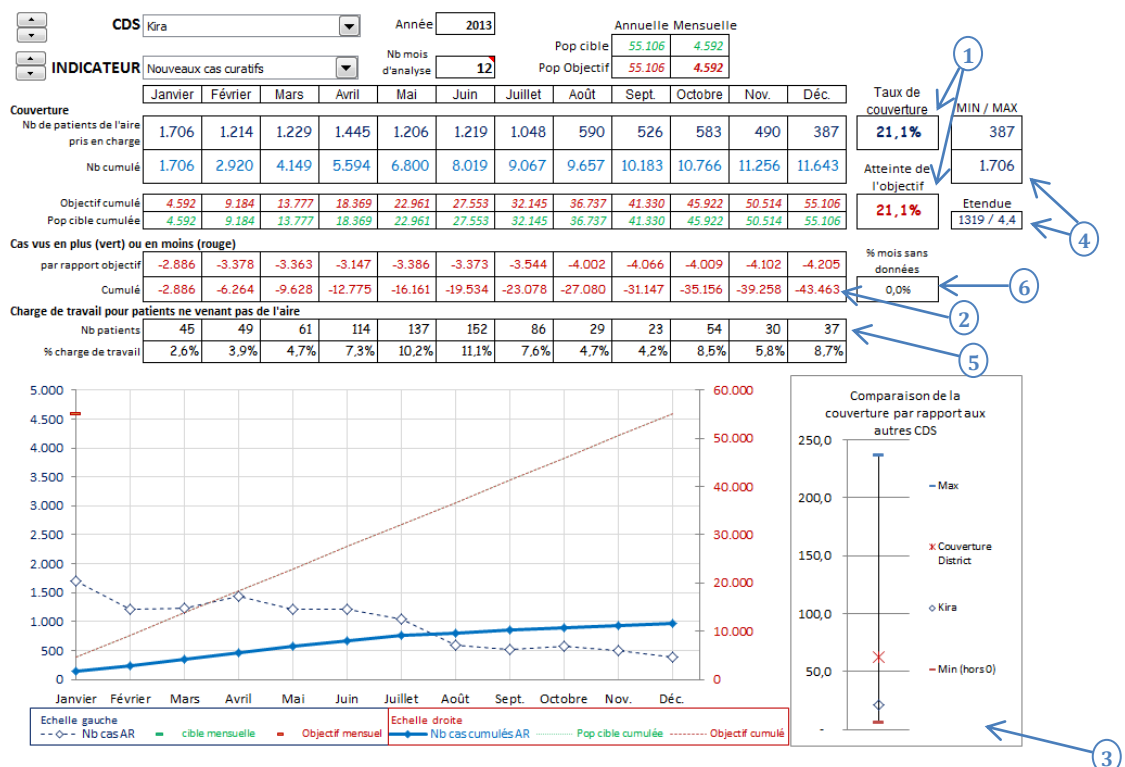 CDS Kira Année 2013 Annuelle Mensuelle
Pop cible 55.106 4.592
INDICATEUR Nouveaux cas curatifs Nb mois d'analyse 12 Pop Objectif 55.106 4.592
1
Janvier Février Mars Avril Mai Juin Juillet Août Sept. Octobre Nov. Déc. Taux de couverture MIN / MAX
Couverture
Nb de patients de l'aire pris en charge 1.706 1.214 1.229 1.445 1.206 1.219 1.048 590 526 583 490 387 21,1% 387
Nb cumulé 1.706 2.920 4.149 5.594 6.800 8.019 9.067 9.657 10.183 10.766 11.256 11.643 Atteinte de l'objectif 1.706
Objectif cumulé 4.592 9.184 13.777 18.369 22.961 27.553 32.145 36.737 41.330 45.922 50.514 55.106 21,1% Etendue
Pop cible cumulée 4.592 9.184 13.777 18.369 22.961 27.553 32.145 36.737 41.330 45.922 50.514 55.106 1319 / 4,4
4
Cas vus en plus (vert) ou en moins (rouge)
par rapport objectif -2.886 -3.378 -3.363 -3.147 -3.386 -3.373 -3.544 -4.002 -4.066 -4.009 -4.102 -4.205 % mois sans données
Cumulé -2.886 -6.264 -9.628 -12.775 -16.161 -19.534 -23.078 -27.080 -31.147 -35.156 -39.258 -43.463 0,0%
6
2
Charge de travail pour patients ne venant pas de l'aire
Nb patients 45 49 61 114 137 152 86 29 23 54 30 37
% charge de travail 2,6% 3,9% 4,7% 7,3% 10,2% 11,1% 7,6% 4,7% 4,2% 8,5% 5,8% 8,7%
5
5.000
4.500
4.000
3.500
3.000
2.500
2.000
1.500
1.000
500
0
60.000
50.000
40.000
30.000
20.000
10.000
0
Janvier Février Mars Avril Mai Juin Juillet Août Sept. Octobre Nov. Déc.
Echelle gauche
Nb cas AR cible mensuelle Objectif mensuel
Echelle droite
Nb cas cumulés AR Pop cible cumulée Objectif cumulé
Comparaison de la
couverture par rapport aux
autres CDS
250,0
200,0
150,0
100,0
50,0
-
Max
Couverture
District
Kira
Min (hors 0)
3